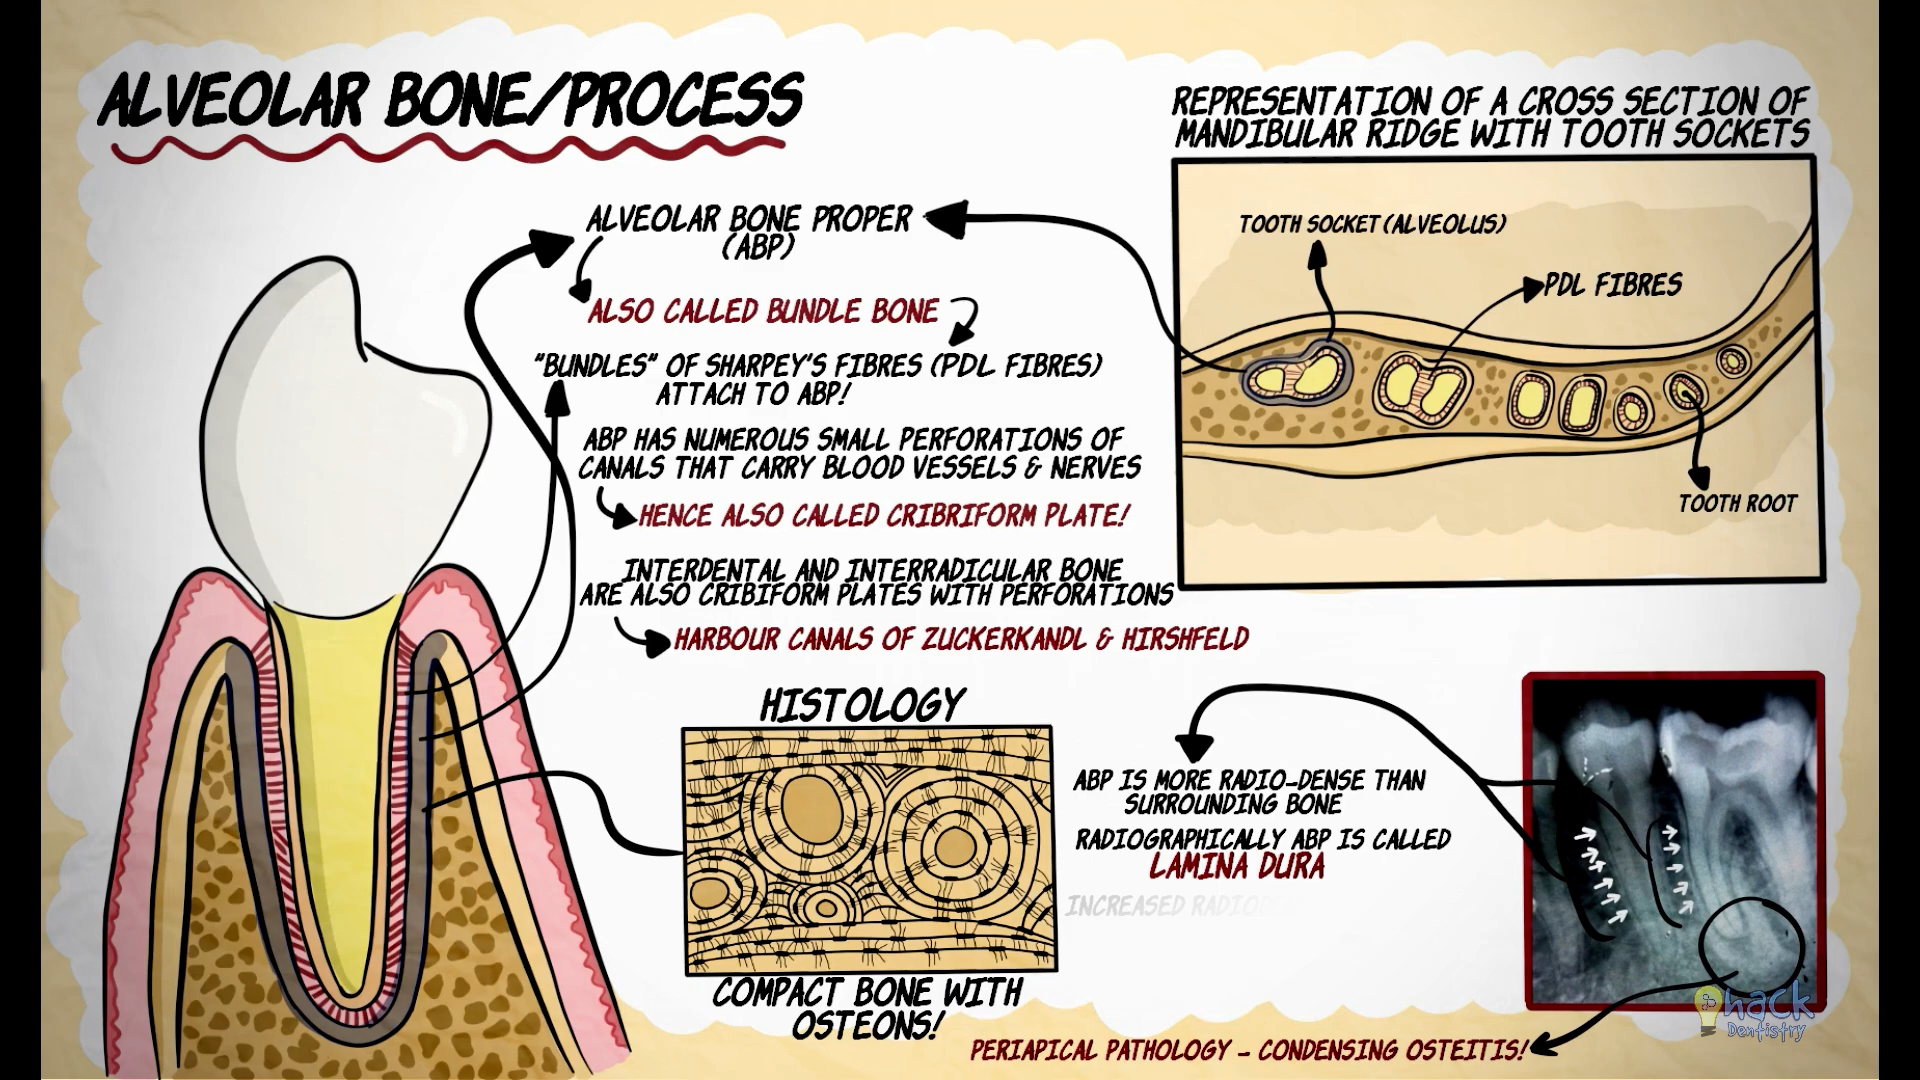 ALVEOLAR BONE/PROCESS
REPRESENTATION OF A CROSS SECTION OF
MANDIBULAR RIDGE WITH TOOTH SOCKETS
TOOTH SOCKET (ALVEOLUS)
PDL FIBRES
TOOTH ROOT
ALVEOLAR BONE PROPER
(ABP)
ALSO CALLED BUNDLE BONE
"BUNDLES" OF SHARPEY'S FIBRES (PDL FIBRES)
ATTACH TO ABP!
ABP HAS NUMEROUS SMALL PERFORATIONS OF
CANALS THAT CARRY BLOOD VESSELS & NERVES
HENCE ALSO CALLED CRIBRIFORM PLATE!
INTERDENTAL AND INTERRADICULAR BONE
ARE ALSO CRIBIFORM PLATES WITH PERFORATIONS
HARBOUR CANALS OF ZUCKERKANDL & HIRSHFELD
HISTOLOGY
COMPACT BONE WITH
OSTEONS!
ABP IS MORE RADIO-DENSE THAN
SURROUNDING BONE
RADIOGRAPHICALLY ABP IS CALLED
LAMINA DURA
INCREASED
PERIAPICAL PATHOLOGY - CONDENSING OSTEITIS!
hack
Dentistry